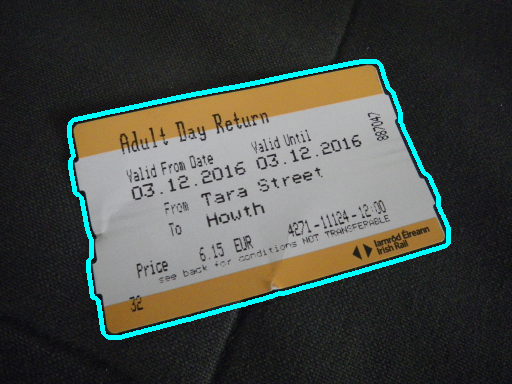 Adult Day Return
Valid From Date Valid Until
03.12.2016 03.12.2016
From Tara Street
To Howth
Price 6.15 EUR 4271-11124-12:00
see back for conditions NOT TRANSFERABLE
32
Iarnród Éireann
Irish Rail